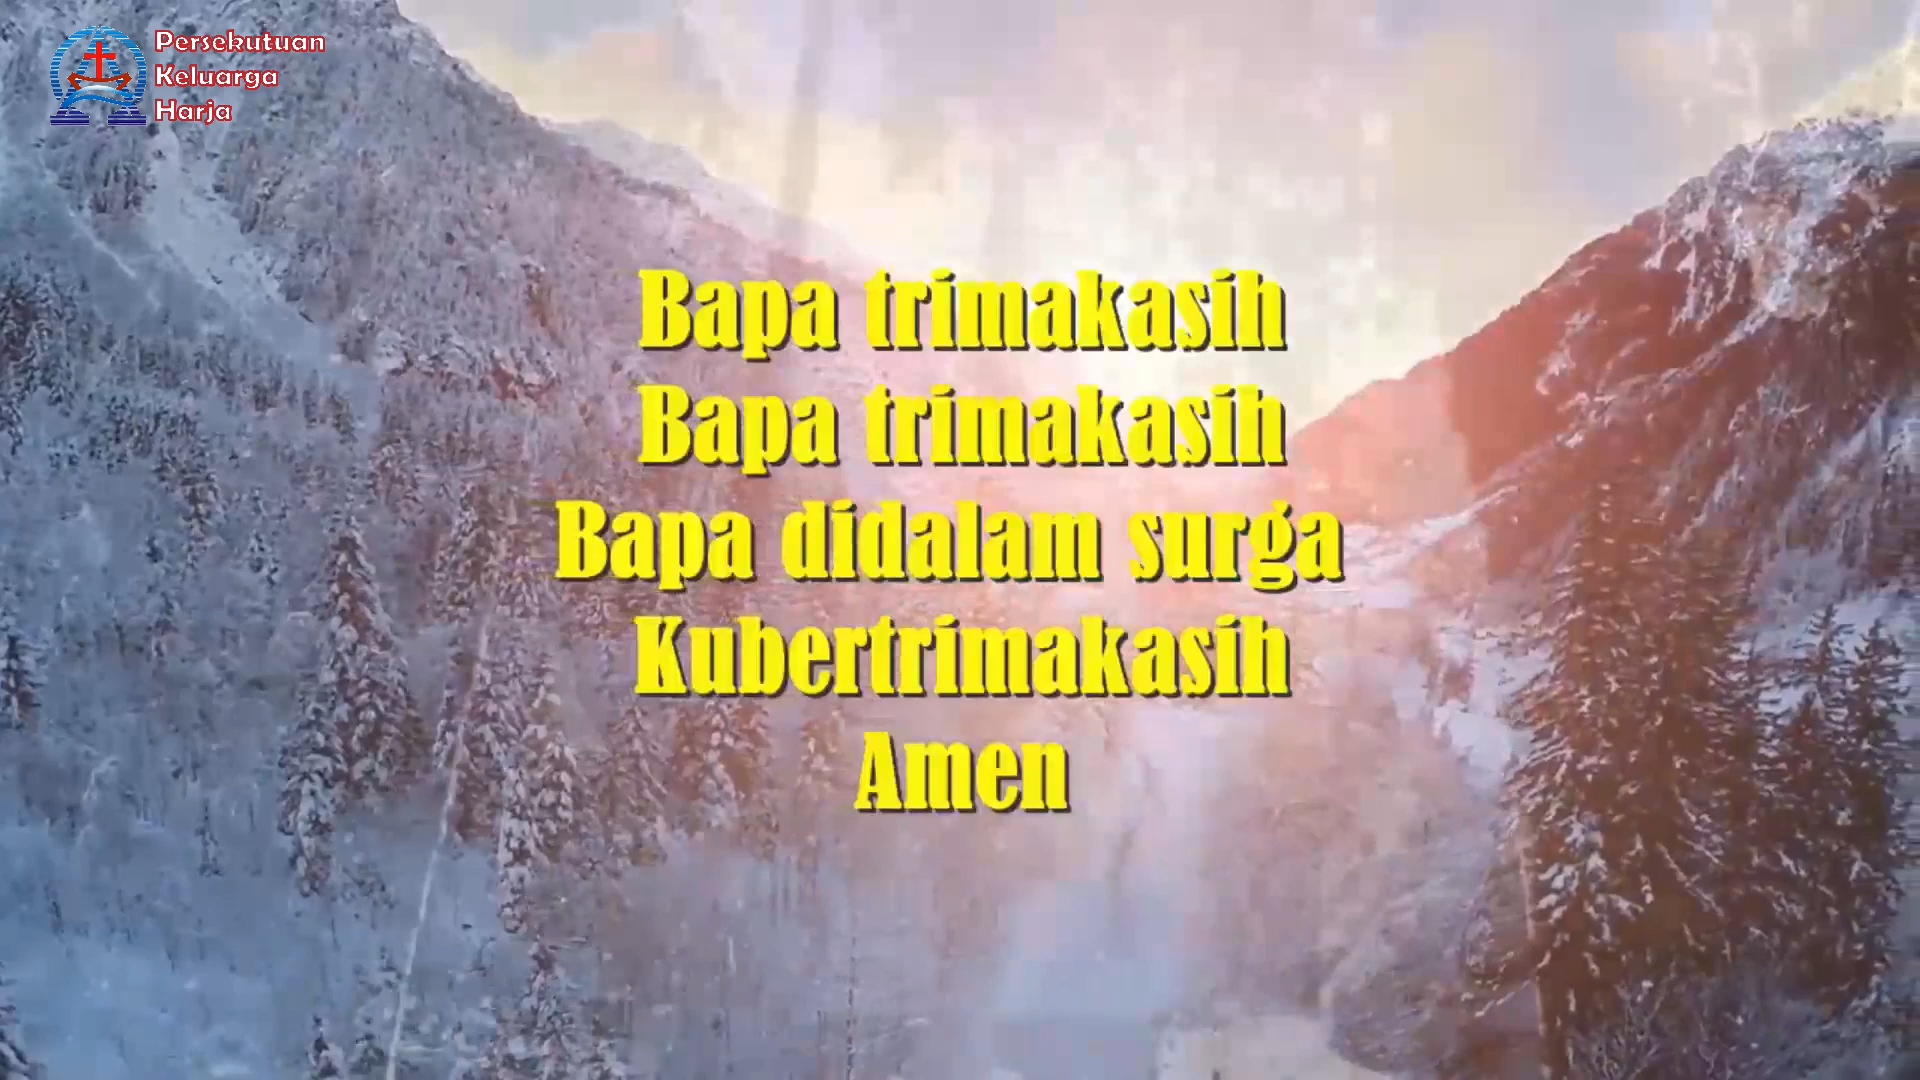 Persekutuan
Keluarga
Harja
Bapa trimakasih
Bapa trimakasih
Bapa didalam surga
Kubertrimakasih
Amen